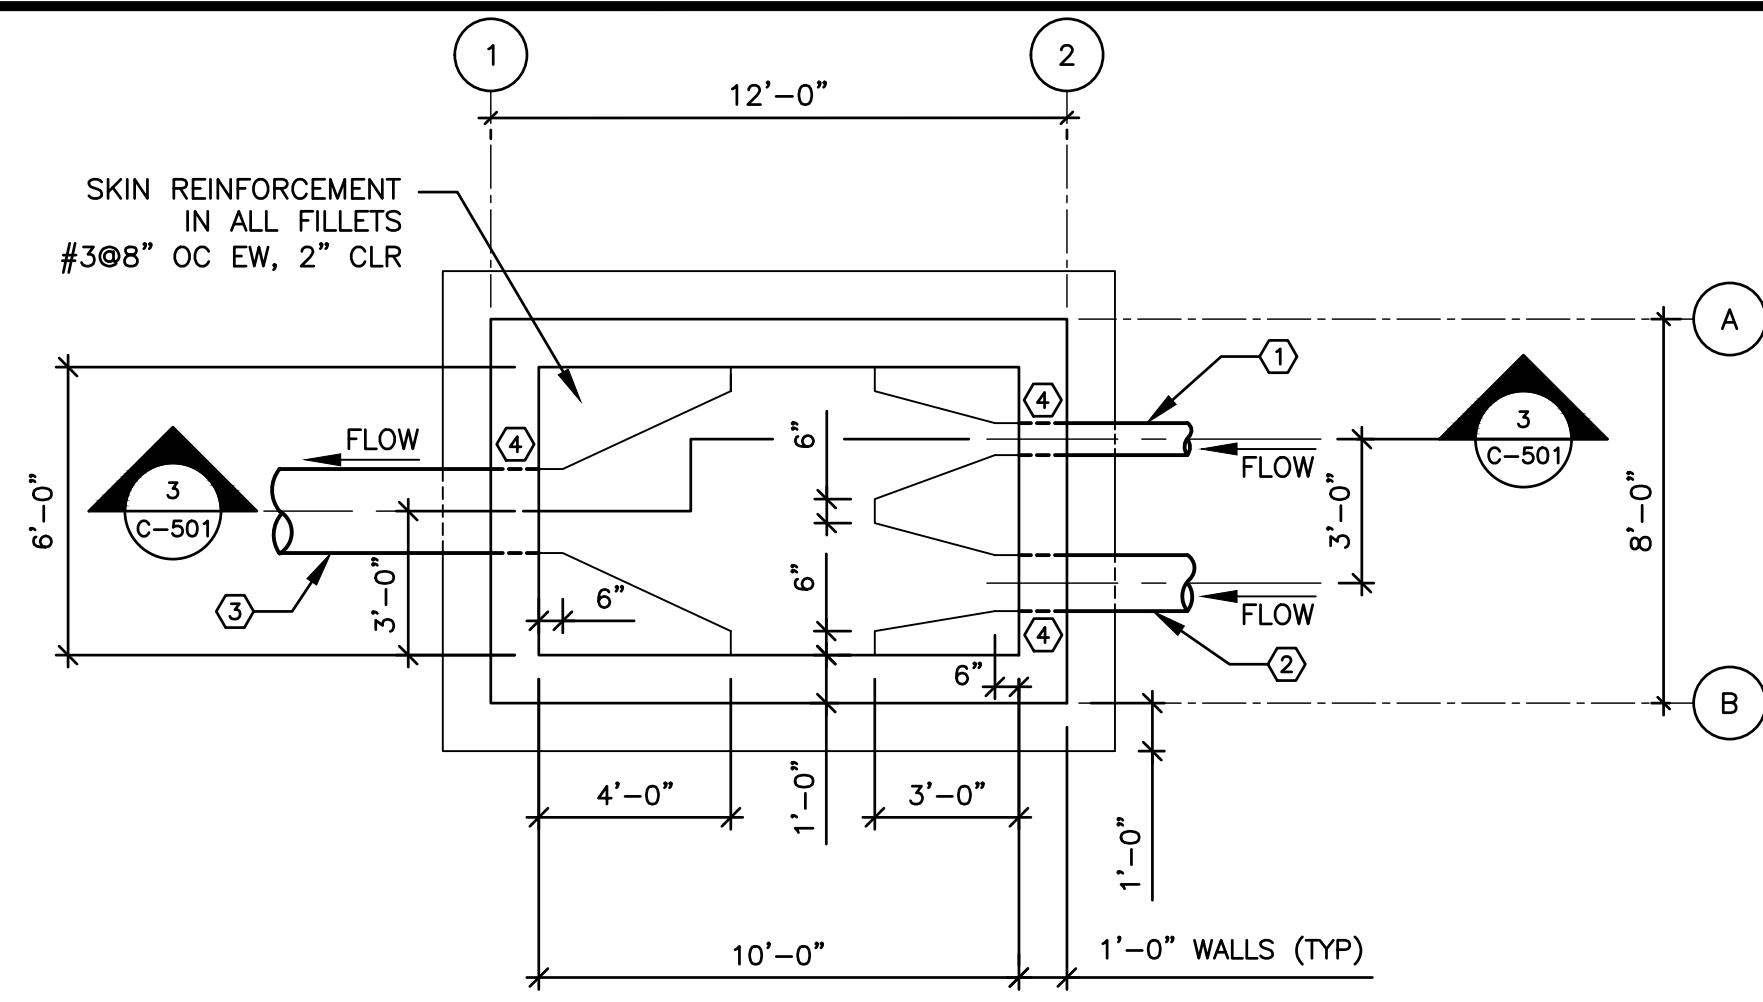 1
2
12'-0"
SKIN REINFORCEMENT
IN ALL FILLETS
#3@8" OC EW, 2" CLR
A
1
4
3
C-501
FLOW
4
6"
FLOW
3
C-501
6'-0"
3'-0"
8'-0"
3
3'-0"
6"
6"
FLOW
4
2
6"
B
4'-0"
1'-0"
3'-0"
1'-0"
10'-0"
1'-0" WALLS (TYP)